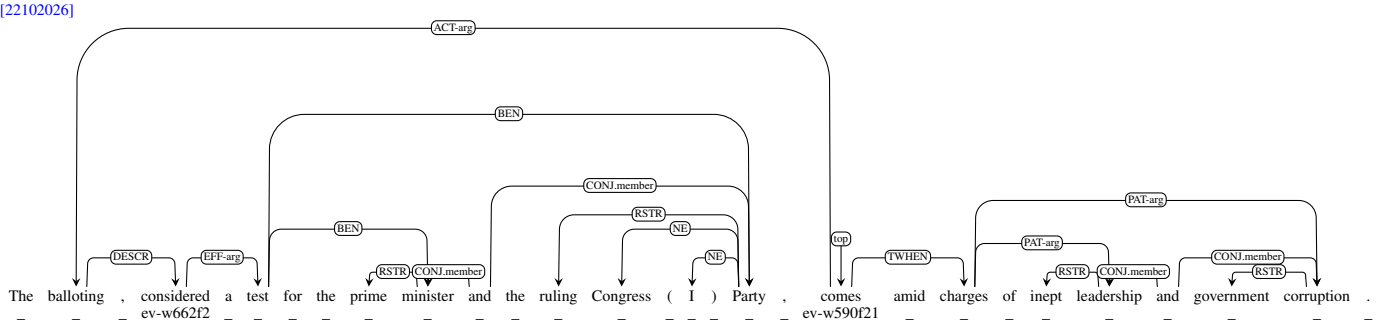 [22102026]
ACT-arg
BEN
CONJ.member
PAT-arg
RSTR
BEN NE top PAT-arg
DESCR EFF-arg RSTR CONJ.member NE TWHEN RSTR CONJ.member CONJ.member RSTR
The balloting , considered a test for the prime minister and the ruling Congress ( I ) Party , comes amid charges of inept leadership and government corruption .
_ _ _ ev-w662f2 _ _ _ _ _ _ _ _ _ _ _ _ _ _ _ ev-w590f21 _ _ _ _ _ _ _ _ _